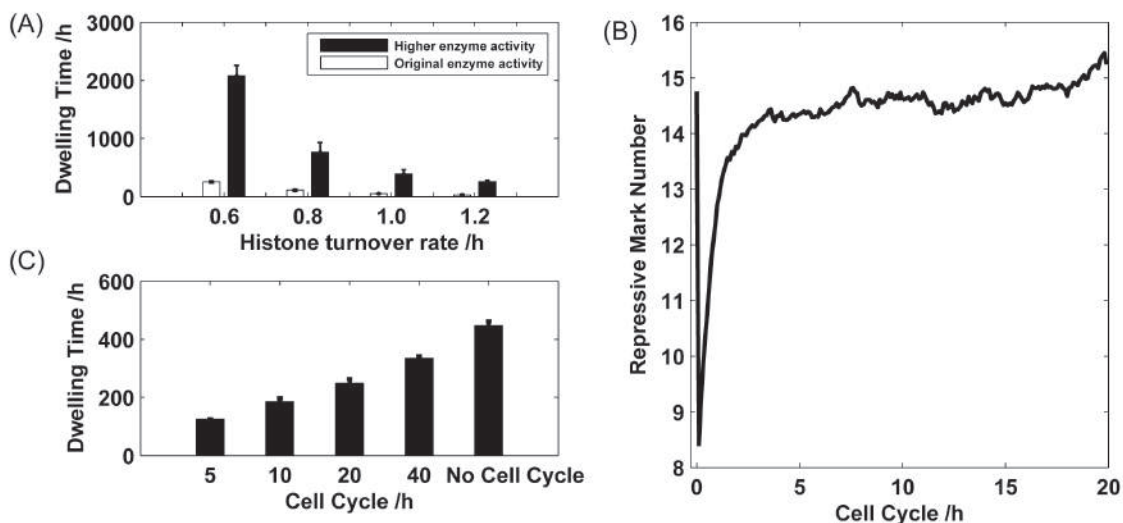 (A)
3000
2000
1000
0
Dwelling Time /h
Higher enzyme activity
Original enzyme activity
0.6 0.8 1.0 1.2
Histone turnover rate /h
(C)
600
400
200
0
Dwelling Time /h
5 10 20 40 No Cell Cycle
Cell Cycle /h
(B)
16
15
14
13
12
11
10
9
8
Repressive Mark Number
0 5 10 15 20
Cell Cycle /h